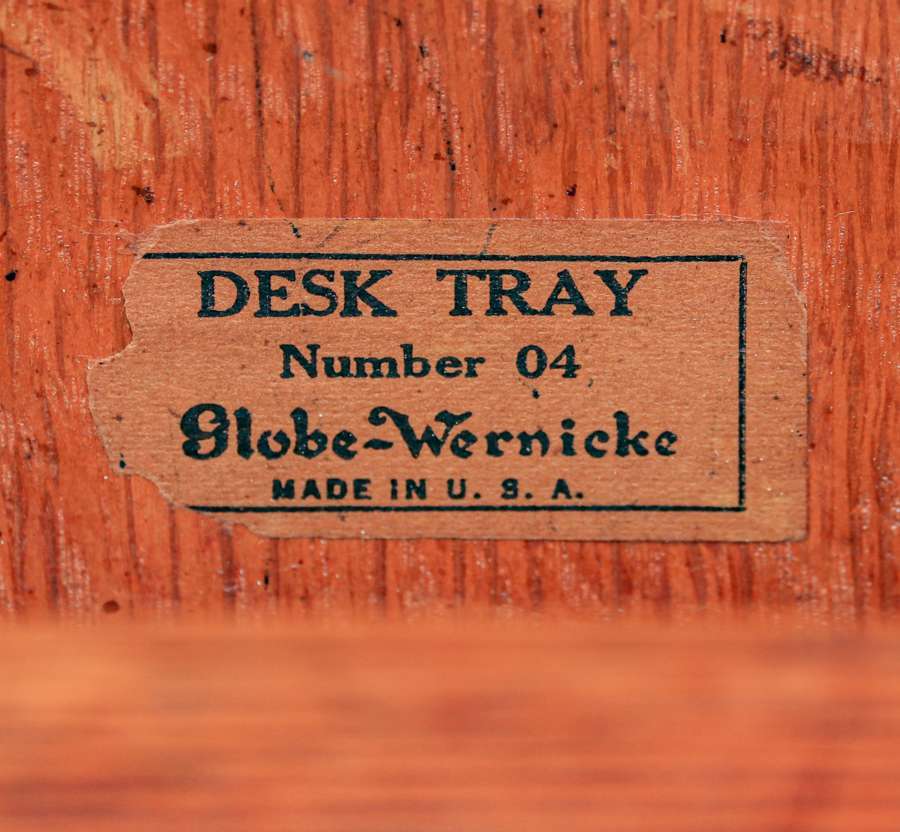 DESK TRAY
Number 04
Globe-Wernicke
MADE IN U. S. A.